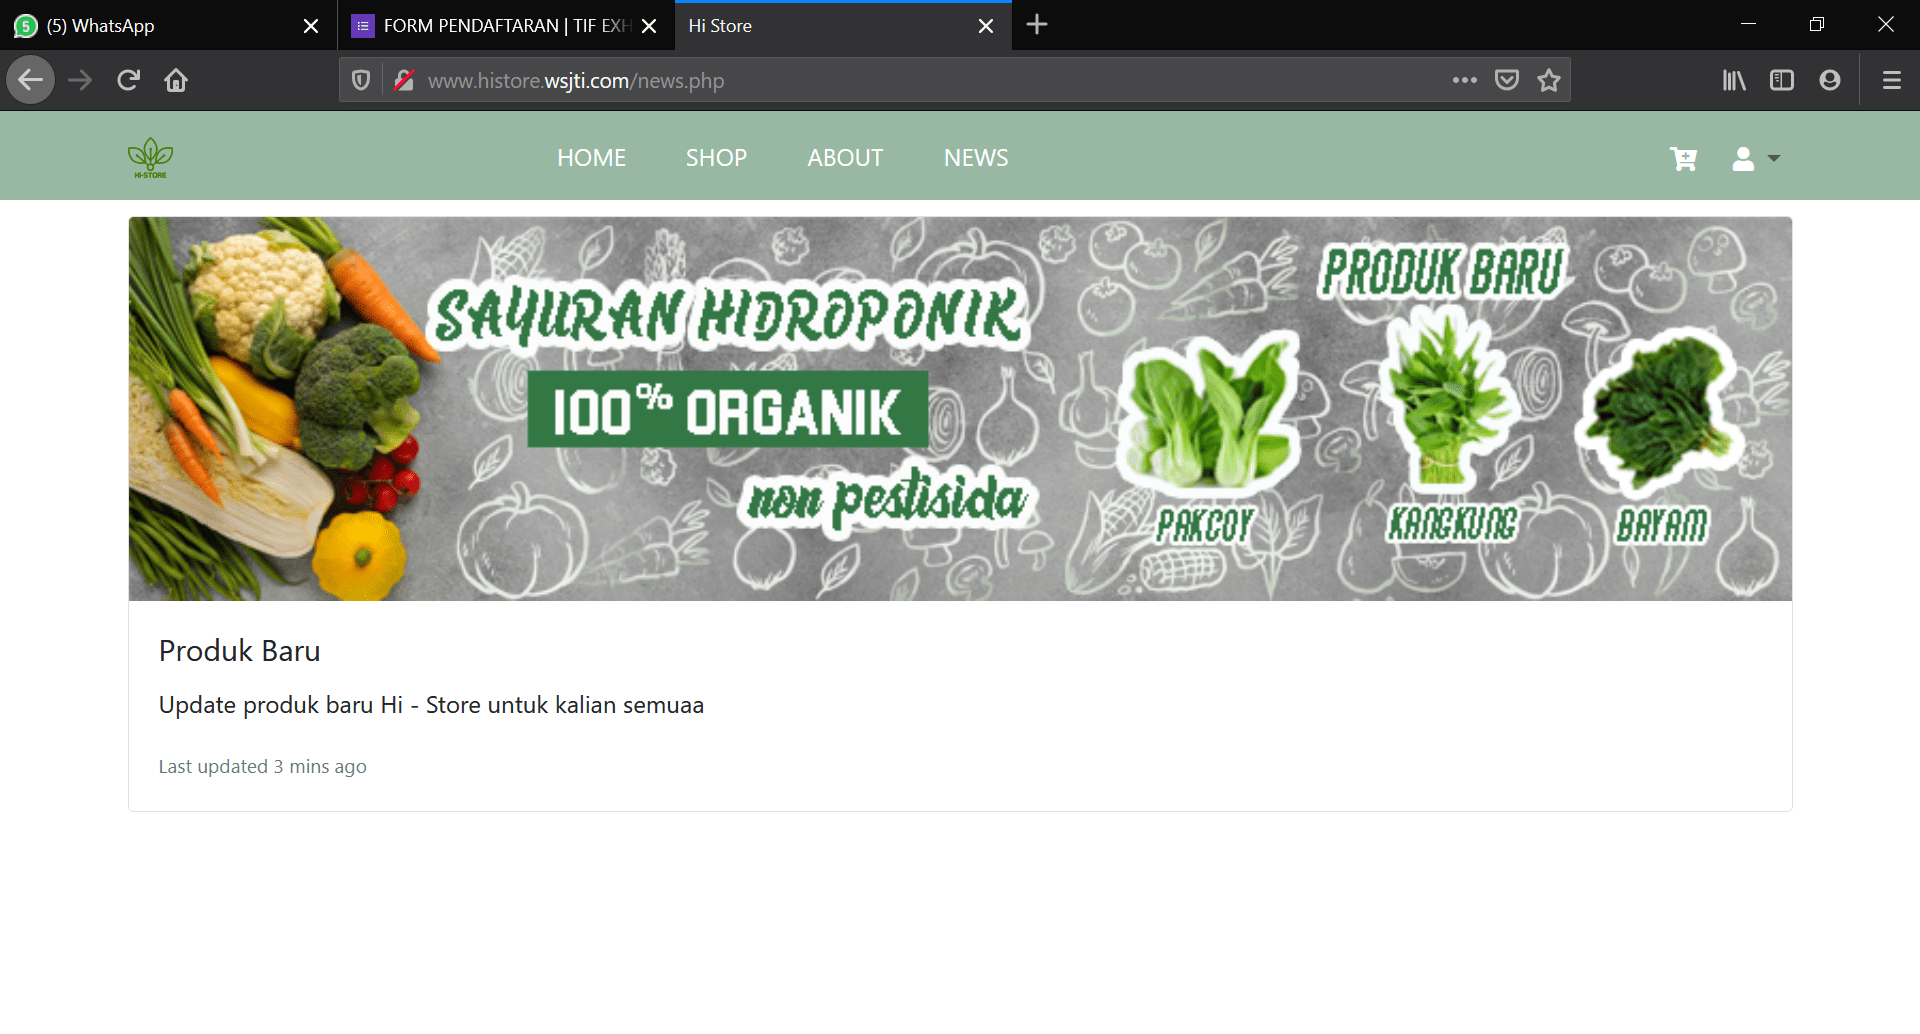 (5) WhatsApp
FORM PENDAFTARAN | TIF EXH
Hi Store
www.histore.wsjti.com/news.php
HI-STORE
HOME SHOP ABOUT NEWS
SAYURAN HIDROPONIK
100% ORGANIK
non pestisida
PRODUK BARU
PAKCOY KANGKUNG BAYAM
Produk Baru
Update produk baru Hi - Store untuk kalian semuaa
Last updated 3 mins ago